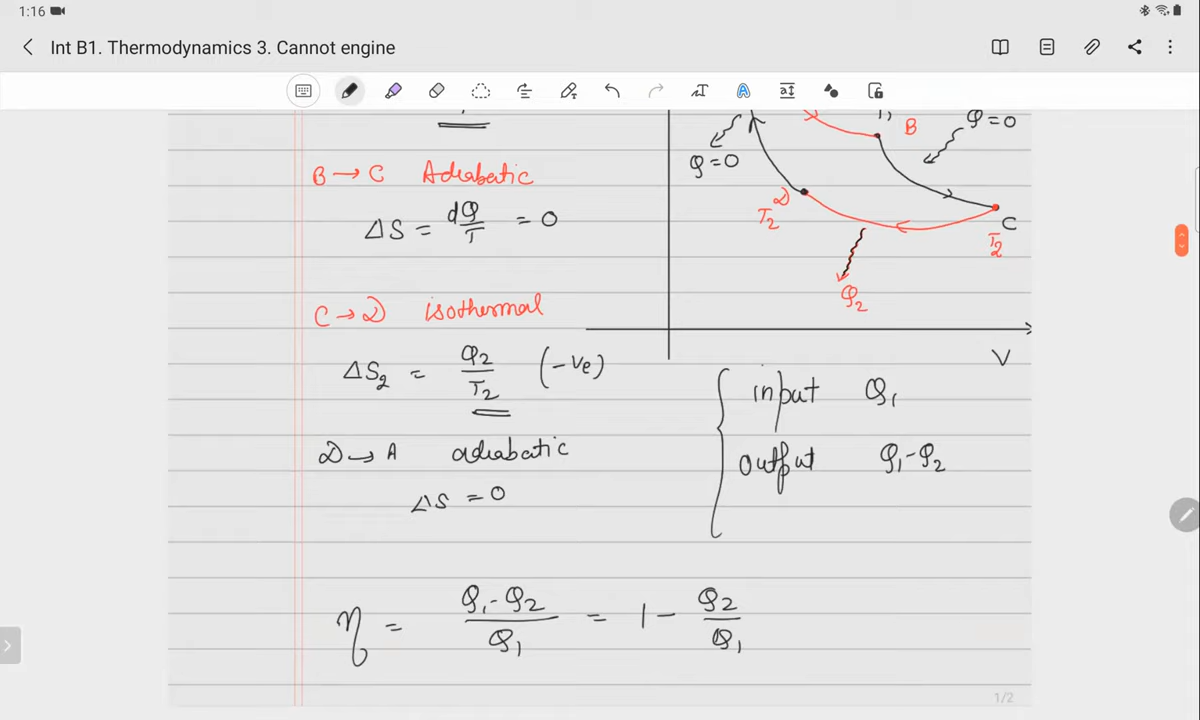 1:16
Int B1. Thermodynamics 3. Cannot engine
B → C Adiabatic
ΔS = dQ/T = 0
C → D isothermal
ΔS₂ = Q₂/T₂ (-ve)
D → A adiabatic
ΔS = 0
η = Q₁-Q₂/Q₁ = 1 - Q₂/Q₁
Q=0
B
Q=0
D
T₂
C
T₂
Q₂
V
input Q₁
output Q₁-Q₂
1/2